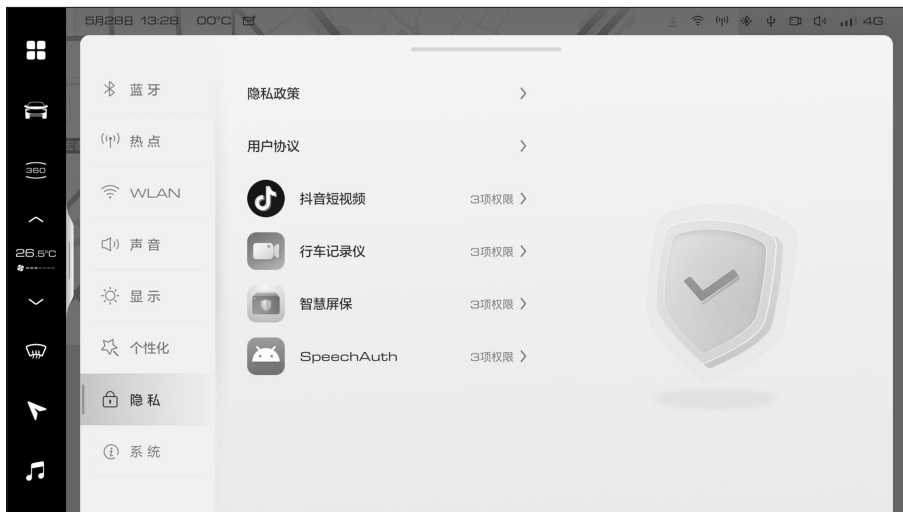 5月28日 13:28 00°C
4G
360
26.5°C
蓝牙
热点
WLAN
声音
显示
个性化
隐私
系统
隐私政策
用户协议
抖音短视频 3项权限
行车记录仪 3项权限
智慧屏保 3项权限
SpeechAuth 3项权限